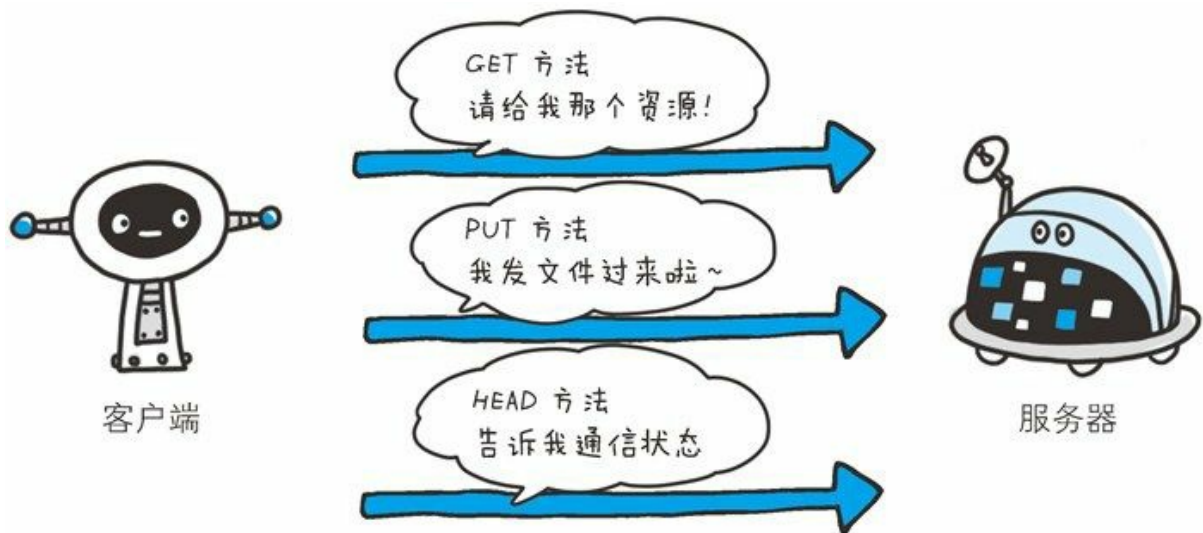 GET 方法
请给我那个资源!
PUT 方法
我发文件过来啦~
HEAD 方法
告诉我通信状态
客户端
服务器